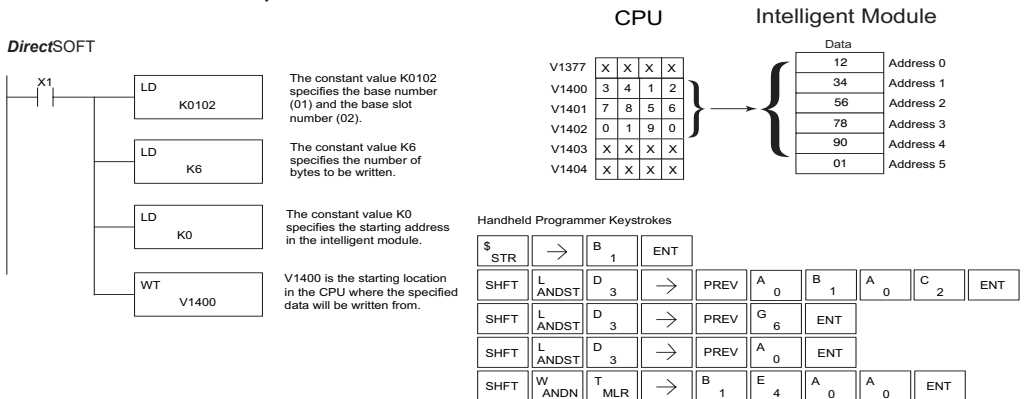 DirectSOFT
X1
LD
K0102
The constant value K0102
specifies the base number
(01) and the base slot
number (02).
LD
K6
The constant value K6
specifies the number of
bytes to be written.
LD
K0
The constant value K0
specifies the starting address
in the intelligent module.
WT
V1400
V1400 is the starting location
in the CPU where the specified
data will be written from.
CPU
Intelligent Module
Data
V1377 X X X X
V1400 3 4 1 2
V1401 7 8 5 6
V1402 0 1 9 0
V1403 X X X X
V1404 X X X X
12 Address 0
34 Address 1
56 Address 2
78 Address 3
90 Address 4
01 Address 5
Handheld Programmer Keystrokes
$ STR → B 1 ENT
SHFT L ANDST D 3 → PREV A 0 B 1 A 0 C 2 ENT
SHFT L ANDST D 3 → PREV G 6 ENT
SHFT L ANDST D 3 → PREV A 0 ENT
SHFT W ANDN T MLR → B 1 E 4 A 0 A 0 ENT